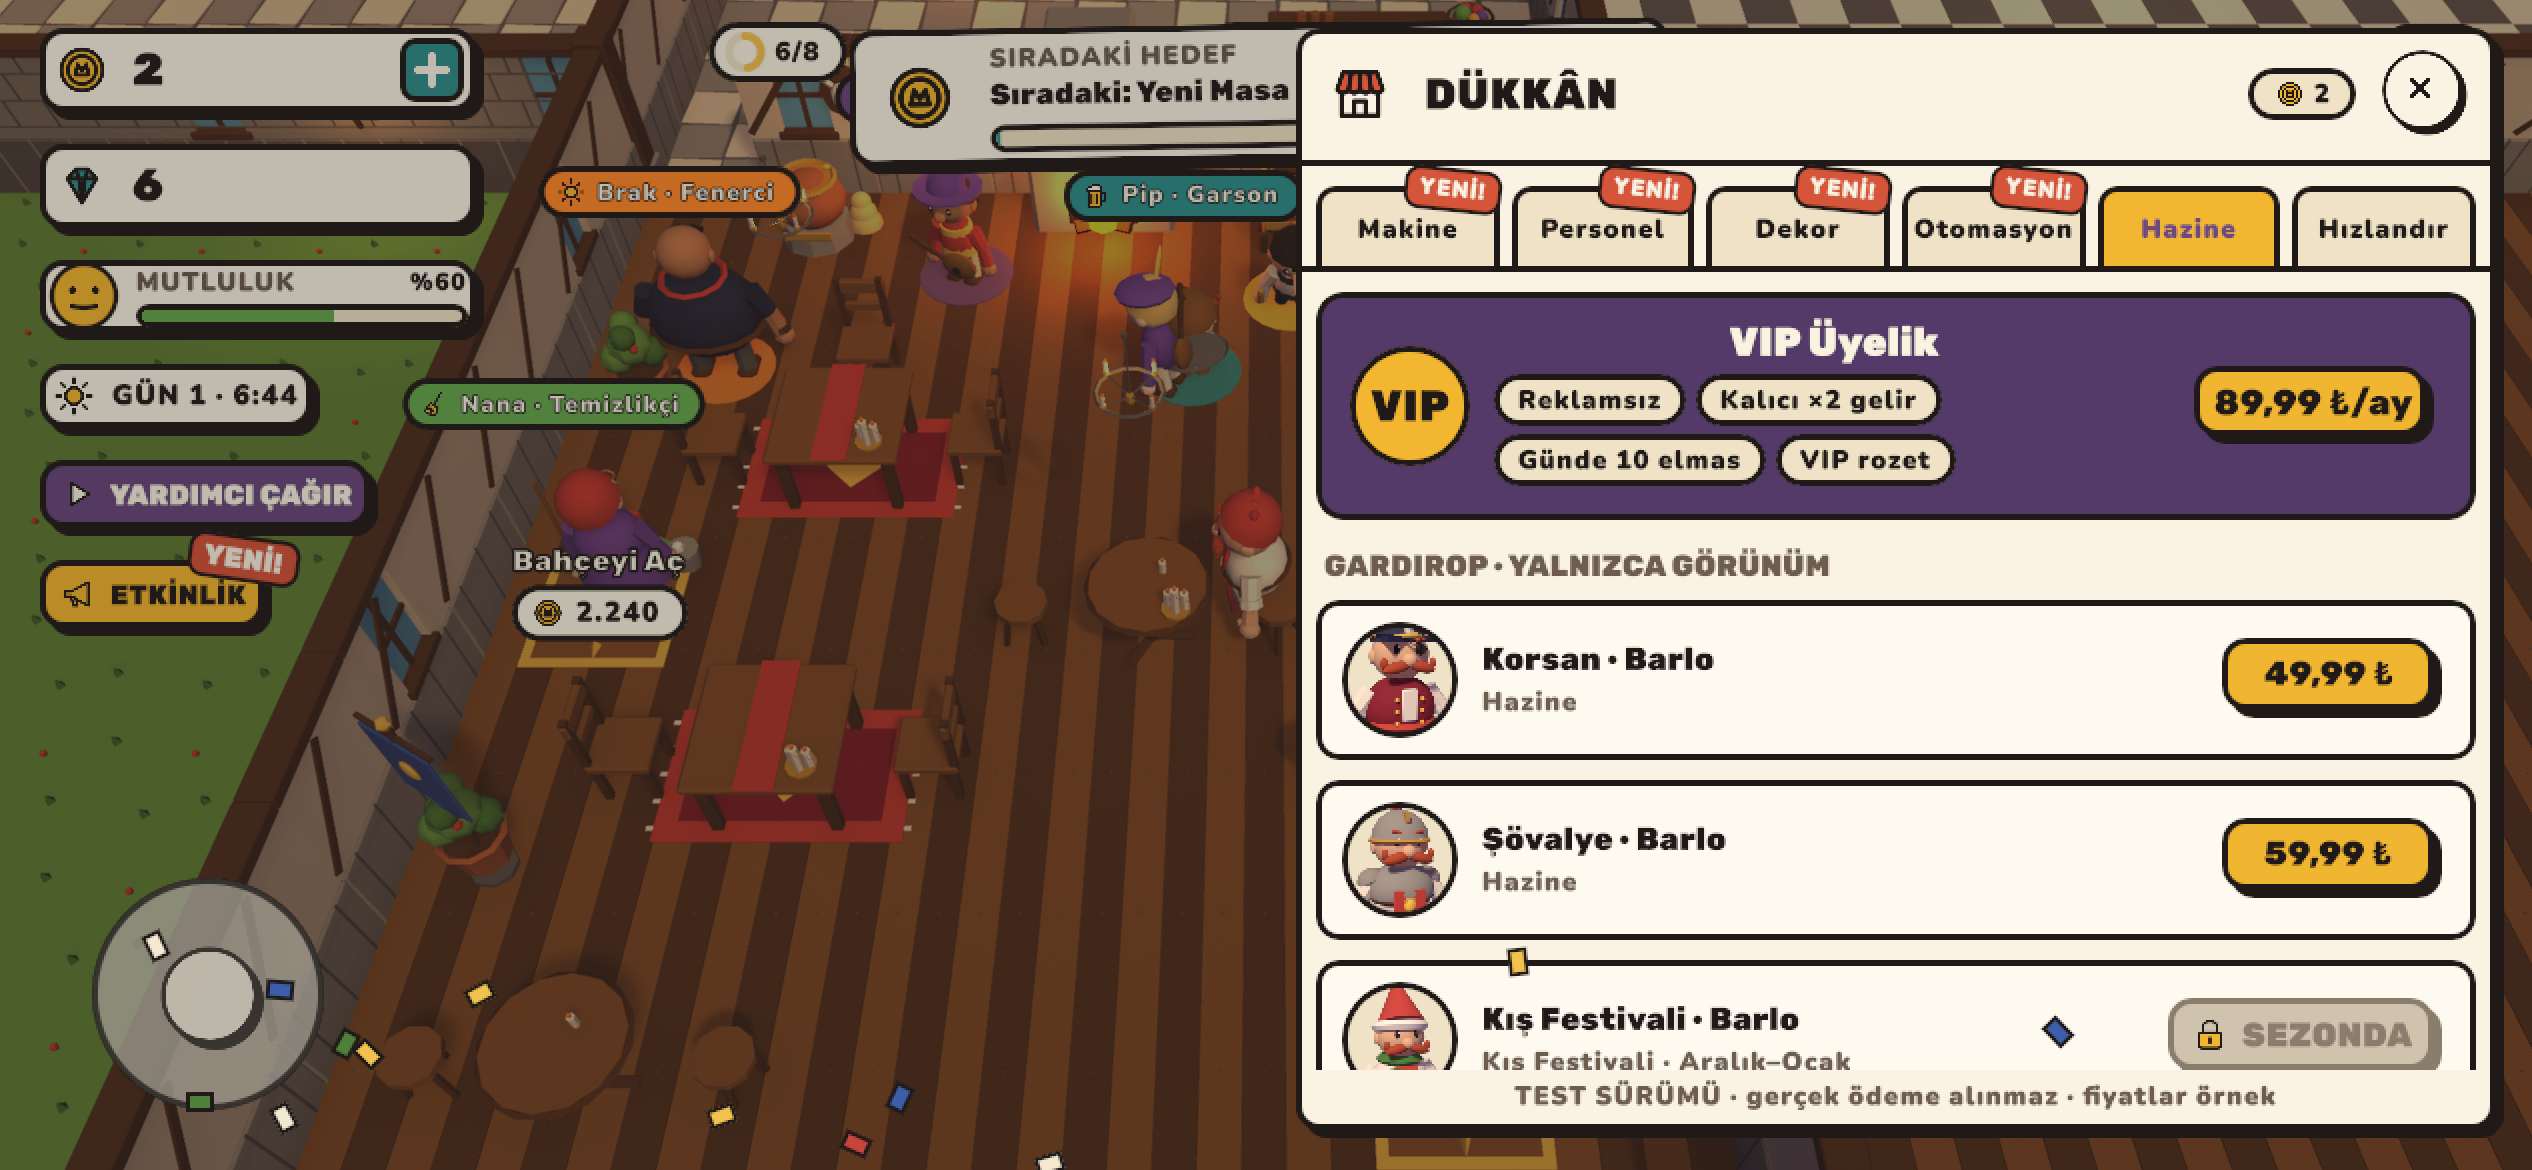 2
6
MUTLULUK %60
GÜN 1 · 6:44
YARDIMCI ÇAĞIR
YENİ!
ETKİNLİK
6/8
SIRADAKİ HEDEF
Sıradaki: Yeni Masa
Brak · Fenerci
Pip · Garson
Nana · Temizlikçi
Bahçeyi Aç
2.240
DÜKKÂN
2
YENİ!
YENİ!
YENİ!
YENİ!
Makine
Personel
Dekor
Otomasyon
Hazine
Hızlandır
VIP
VIP Üyelik
Reklamsız
Kalıcı ×2 gelir
Günde 10 elmas
VIP rozet
89,99 ₺/ay
GARDIROP · YALNIZCA GÖRÜNÜM
Korsan · Barlo
Hazine
49,99 ₺
Şövalye · Barlo
Hazine
59,99 ₺
Kış Festivali · Barlo
Kış Festivali · Aralık–Ocak
SEZONDA
TEST SÜRÜMÜ · gerçek ödeme alınmaz · fiyatlar örnek